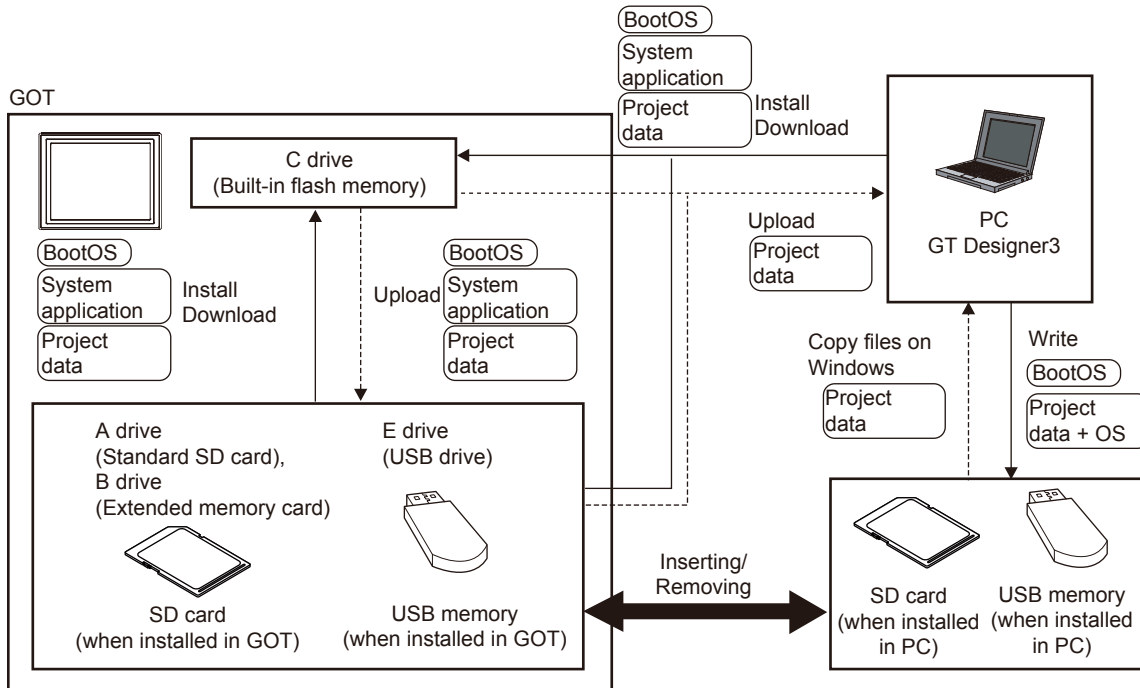 GOT
C drive
(Built-in flash memory)
BootOS
System
application
Project
data
Install
Download
Upload
BootOS
System
application
Project
data
A drive
(Standard SD card),
B drive
(Extended memory card)
E drive
(USB drive)
SD card
(when installed in GOT)
USB memory
(when installed in GOT)
BootOS
System
application
Project
data
Install
Download
Upload
Project
data
PC
GT Designer3
Copy files on
Windows
Project
data
Write
BootOS
Project
data + OS
Inserting/
Removing
SD card
(when installed
in PC)
USB memory
(when installed
in PC)